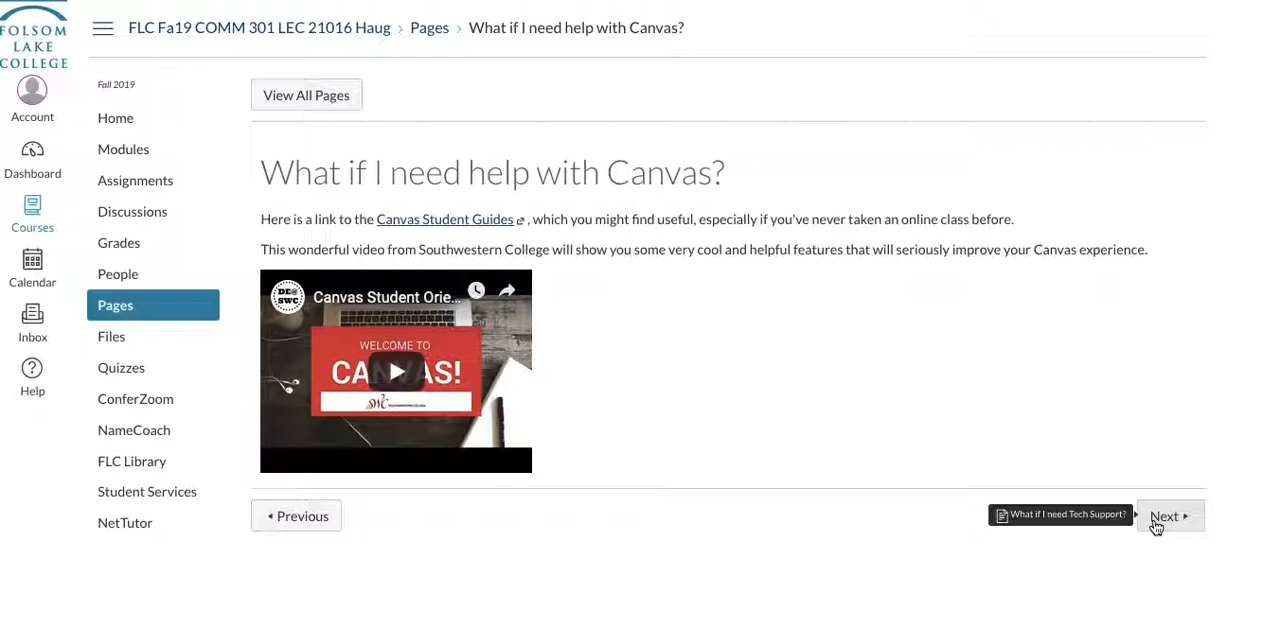 FOLSOM
LAKE
COLLEGE
Account
Dashboard
Courses
Calendar
Inbox
Help
FLC Fa19 COMM 301 LEC 21016 Haug › Pages › What if I need help with Canvas?
Fall 2019
Home
Modules
Assignments
Discussions
Grades
People
Pages
Files
Quizzes
ConferZoom
NameCoach
FLC Library
Student Services
NetTutor
View All Pages
What if I need help with Canvas?
Here is a link to the Canvas Student Guides , which you might find useful, especially if you've never taken an online class before.
This wonderful video from Southwestern College will show you some very cool and helpful features that will seriously improve your Canvas experience.
DE@
SWC
Canvas Student Orie...
WELCOME TO
CANVAS!
SWC
Previous
What if I need Tech Support?
Next